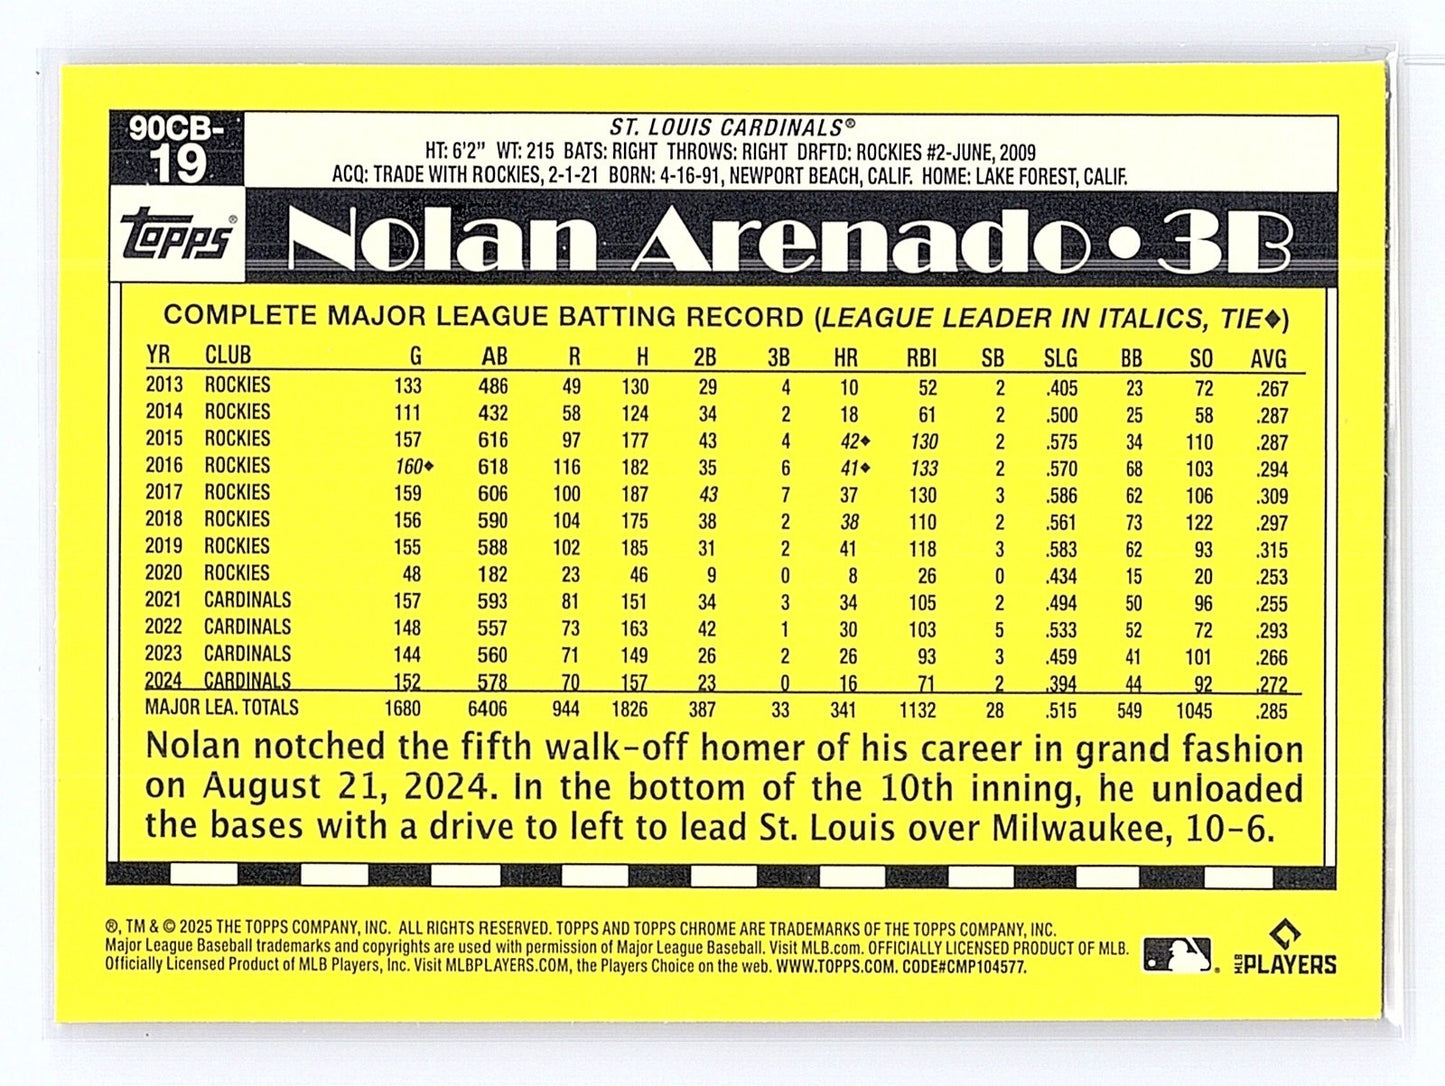 90CB-
19
ST. LOUIS CARDINALS®
HT: 6'2" WT: 215 BATS: RIGHT THROWS: RIGHT DRFTD: ROCKIES #2-JUNE, 2009
ACQ: TRADE WITH ROCKIES, 2-1-21 BORN: 4-16-91, NEWPORT BEACH, CALIF. HOME: LAKE FOREST, CALIF.
topps®
Nolan Arenado • 3B
COMPLETE MAJOR LEAGUE BATTING RECORD (LEAGUE LEADER IN ITALICS, TIE◆)
YR CLUB G AB R H 2B 3B HR RBI SB SLG BB SO AVG
2013 ROCKIES 133 486 49 130 29 4 10 52 2 .405 23 72 .267
2014 ROCKIES 111 432 58 124 34 2 18 61 2 .500 25 58 .287
2015 ROCKIES 157 616 97 177 43 4 42◆ 130 2 .575 34 110 .287
2016 ROCKIES 160◆ 618 116 182 35 6 41◆ 133 2 .570 68 103 .294
2017 ROCKIES 159 606 100 187 43 7 37 130 3 .586 62 106 .309
2018 ROCKIES 156 590 104 175 38 2 38 110 2 .561 73 122 .297
2019 ROCKIES 155 588 102 185 31 2 41 118 3 .583 62 93 .315
2020 ROCKIES 48 182 23 46 9 0 8 26 0 .434 15 20 .253
2021 CARDINALS 157 593 81 151 34 3 34 105 2 .494 50 96 .255
2022 CARDINALS 148 557 73 163 42 1 30 103 5 .533 52 72 .293
2023 CARDINALS 144 560 71 149 26 2 26 93 3 .459 41 101 .266
2024 CARDINALS 152 578 70 157 23 0 16 71 2 .394 44 92 .272
MAJOR LEA. TOTALS 1680 6406 944 1826 387 33 341 1132 28 .515 549 1045 .285
Nolan notched the fifth walk-off homer of his career in grand fashion
on August 21, 2024. In the bottom of the 10th inning, he unloaded
the bases with a drive to left to lead St. Louis over Milwaukee, 10-6.
®, TM & © 2025 THE TOPPS COMPANY, INC. ALL RIGHTS RESERVED. TOPPS AND TOPPS CHROME ARE TRADEMARKS OF THE TOPPS COMPANY, INC.
Major League Baseball trademarks and copyrights are used with permission of Major League Baseball. Visit MLB.com. OFFICIALLY LICENSED PRODUCT OF MLB.
Officially Licensed Product of MLB Players, Inc. Visit MLBPLAYERS.COM, the Players Choice on the web. WWW.TOPPS.COM. CODE#CMP104577.
MLB PLAYERS